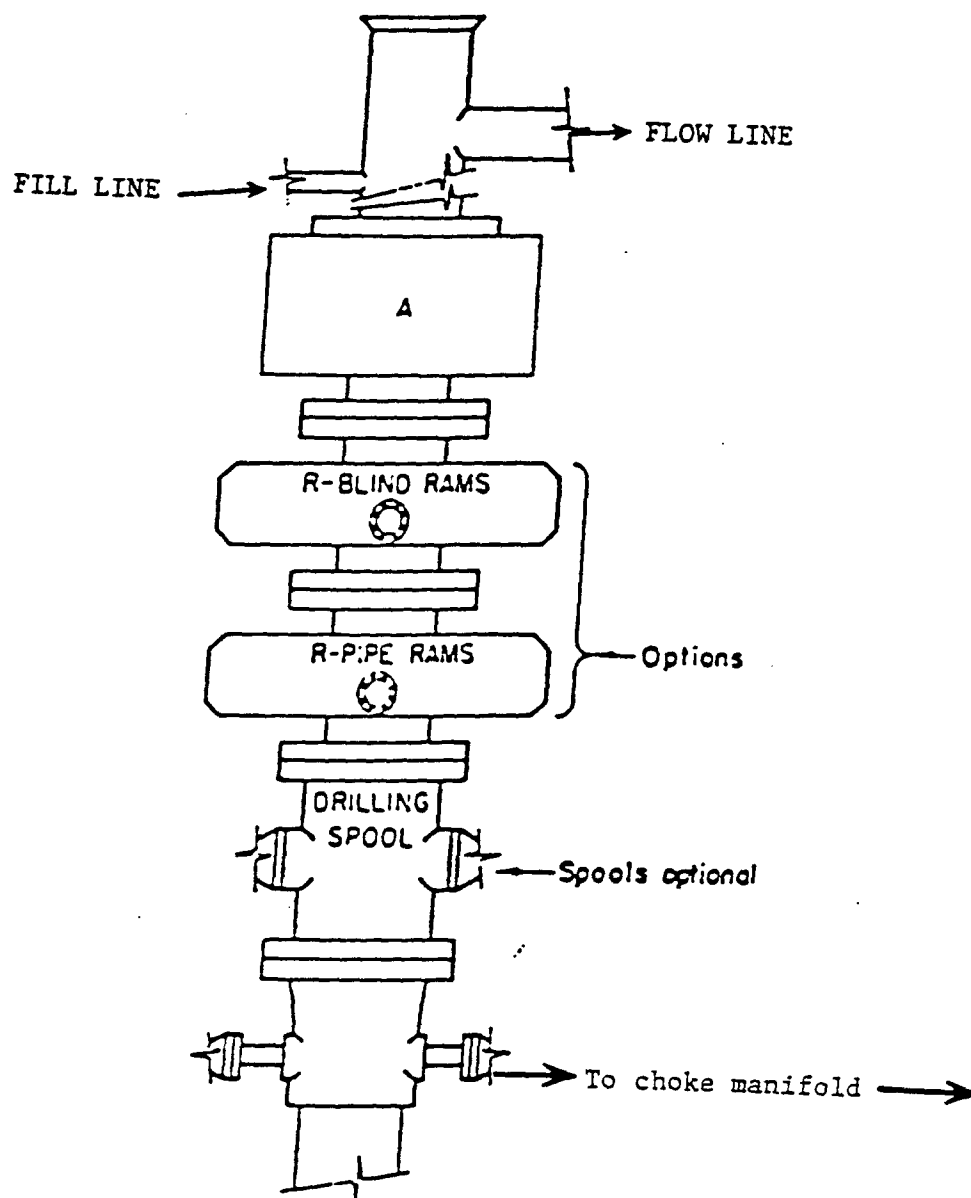 FLOW LINE
FILL LINE
A
R-BLIND RAMS
R-PIPE RAMS
Options
DRILLING
SPOOL
Spools optional
To choke manifold